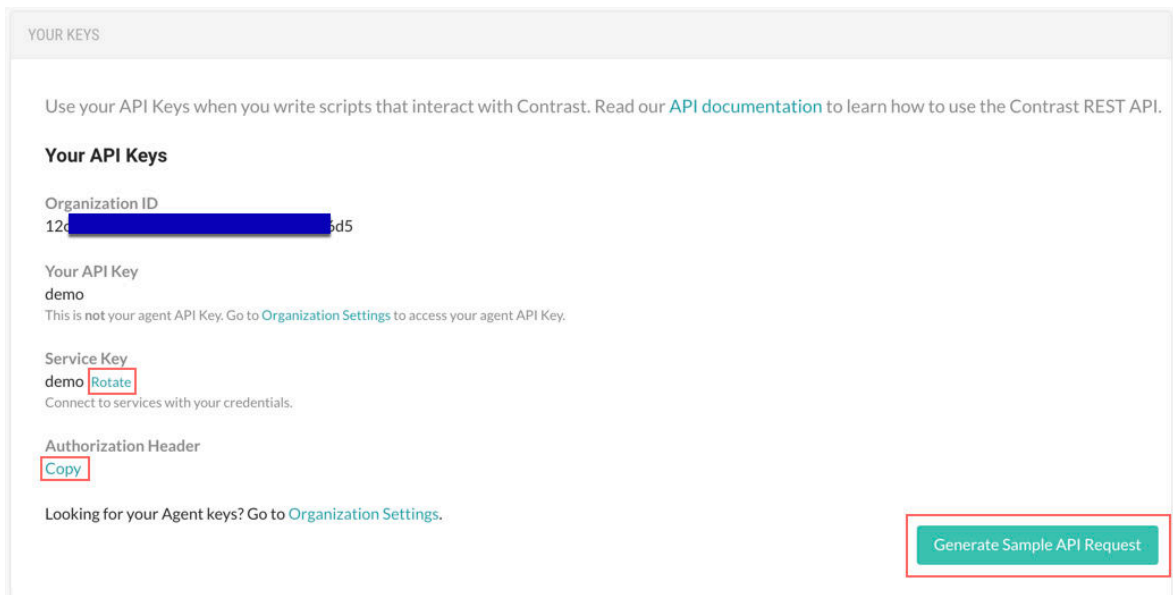 YOUR KEYS
Use your API Keys when you write scripts that interact with Contrast. Read our API documentation to learn how to use the Contrast REST API.
Your API Keys
Organization ID
12c 6d5
Your API Key
demo
This is not your agent API Key. Go to Organization Settings to access your agent API Key.
Service Key
demo Rotate
Connect to services with your credentials.
Authorization Header
Copy
Looking for your Agent keys? Go to Organization Settings.
Generate Sample API Request